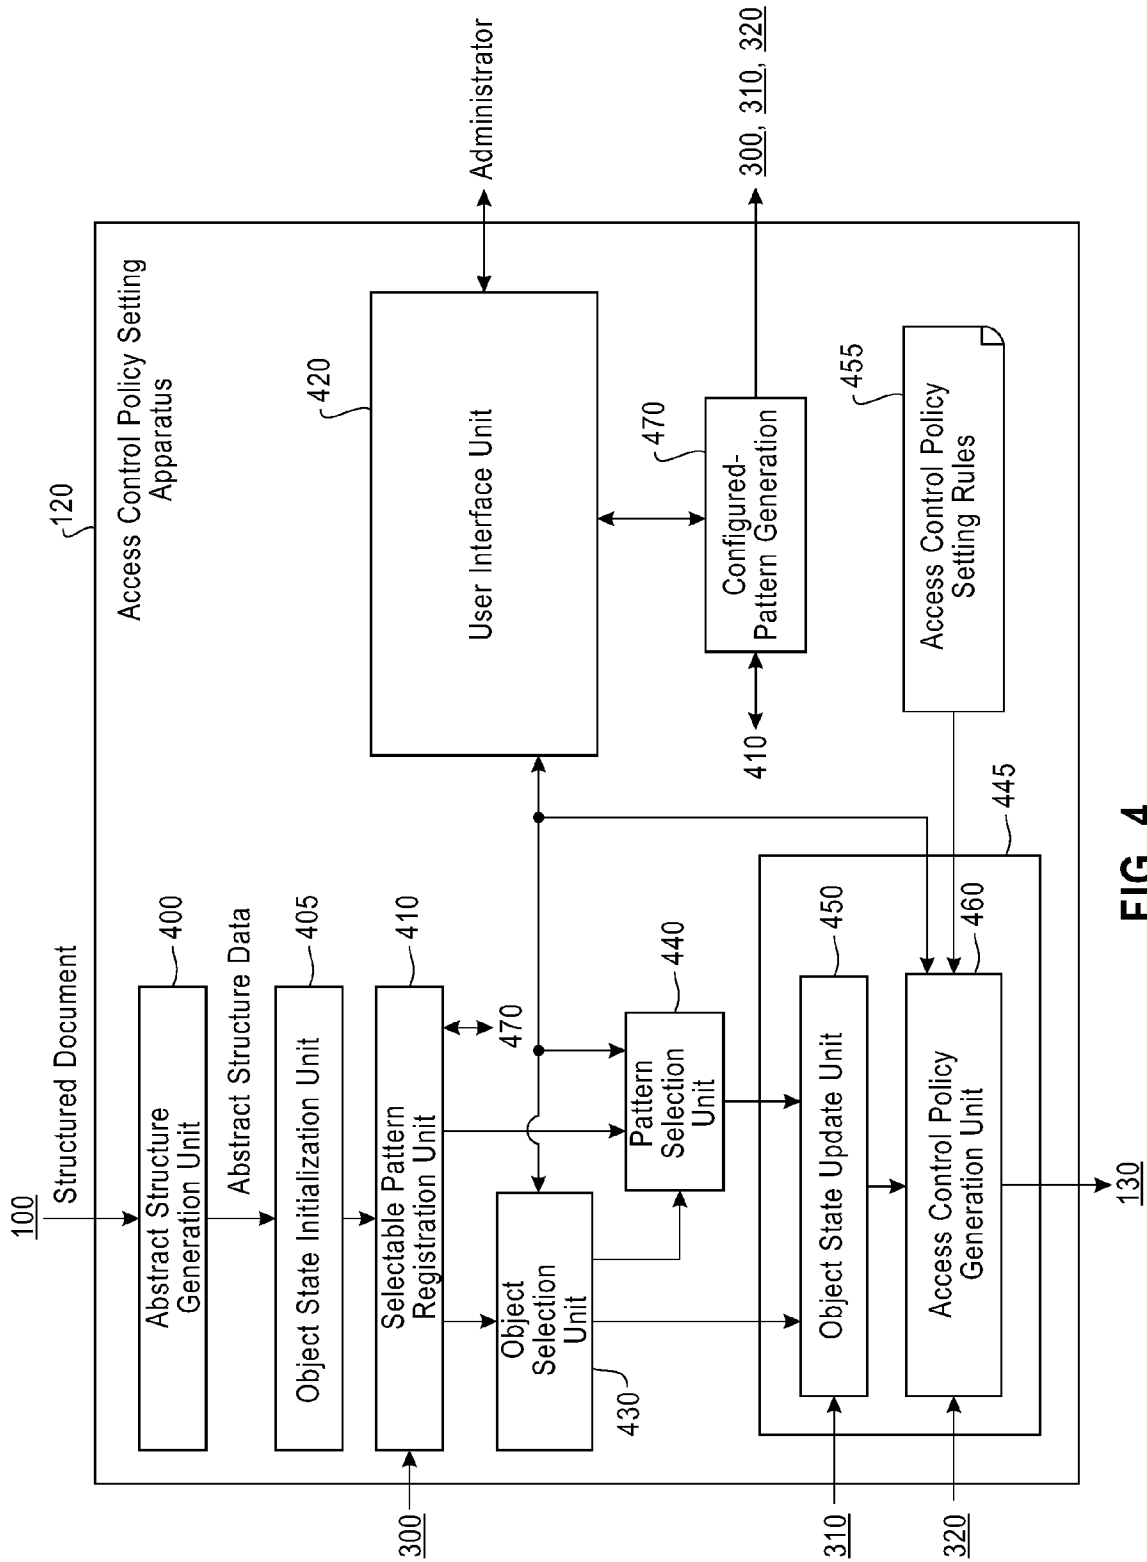 100
Structured Document
120
Access Control Policy Setting
Apparatus
Abstract Structure
Generation Unit
400
Abstract Structure Data
Object State Initialization Unit
405
300
Selectable Pattern
Registration Unit
410
470
Object
Selection
Unit
430
Pattern
Selection
Unit
440
User Interface Unit
420
Administrator
Configured-
Pattern Generation
470
410
300, 310, 320
Access Control Policy
Setting Rules
455
445
310
Object State Update Unit
450
320
Access Control Policy
Generation Unit
460
130
FIG. 4